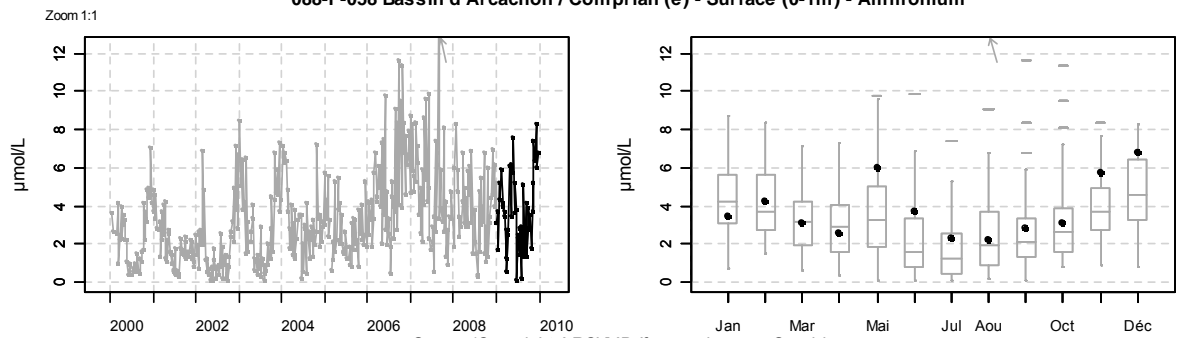 088-P-058 Bassin d'Arcachon / Comprian (e) - Surface (0-1m) - Ammonium
Zoom 1:1
12
10
8
6
4
2
0
µmol/L
2000 2002 2004 2006 2008 2010
12
10
8
6
4
2
0
µmol/L
Jan Mar Mai Jul Aou Oct Déc